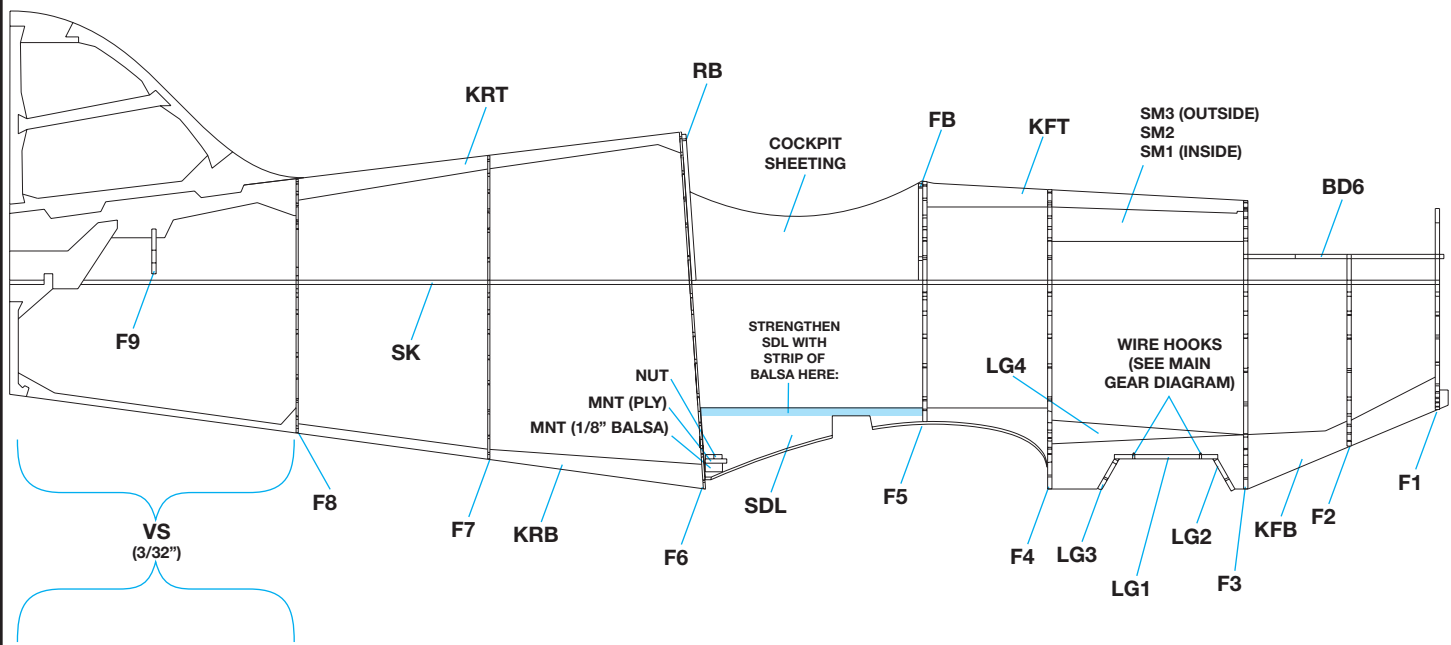 RB
KRT
FB
KFT
SM3 (OUTSIDE)
SM2
SM1 (INSIDE)
COCKPIT
SHEETING
BD6
F9
SK
STRENGTHEN
SDL WITH
STRIP OF
BALSA HERE:
WIRE HOOKS
(SEE MAIN
GEAR DIAGRAM)
LG4
NUT
MNT (PLY)
MNT (1/8” BALSA)
F8
F7
KRB
F6
SDL
F5
F4
LG3
LG1
LG2
F3
KFB
F2
F1
VS
(3/32”)